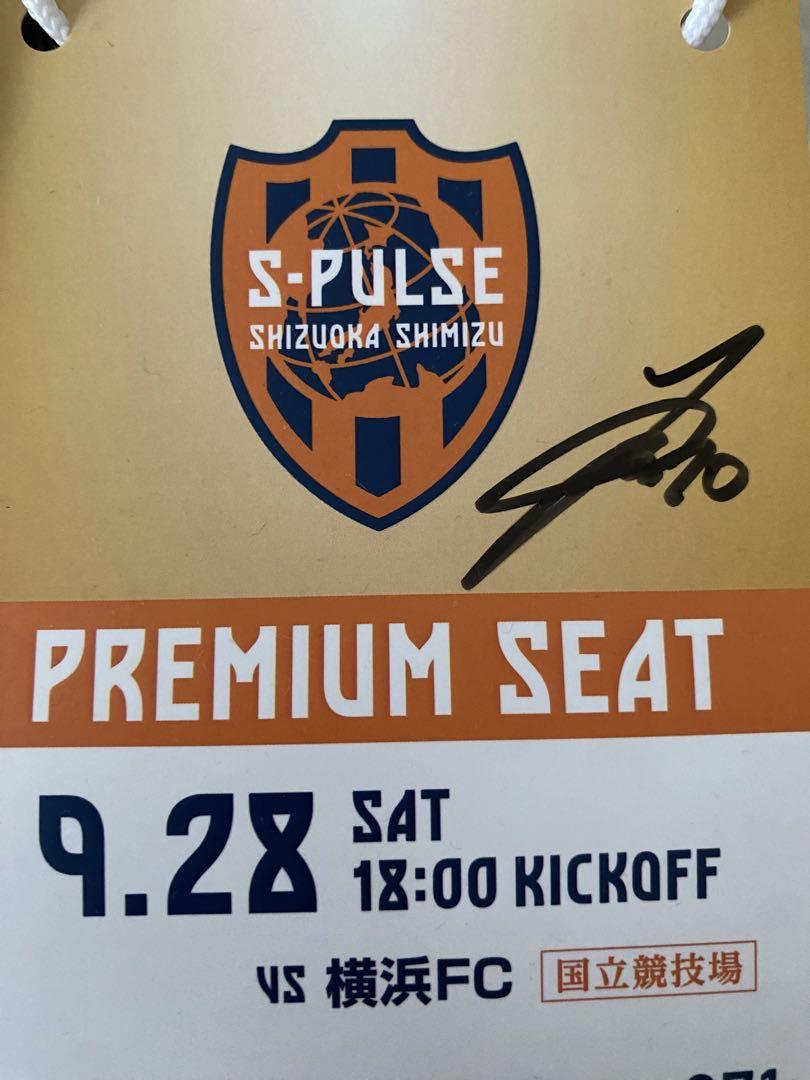 S-PULSE
SHIZUOKA SHIMIZU
PREMIUM SEAT
9.28 SAT
18:00 KICKOFF
VS 横浜FC 国立競技場